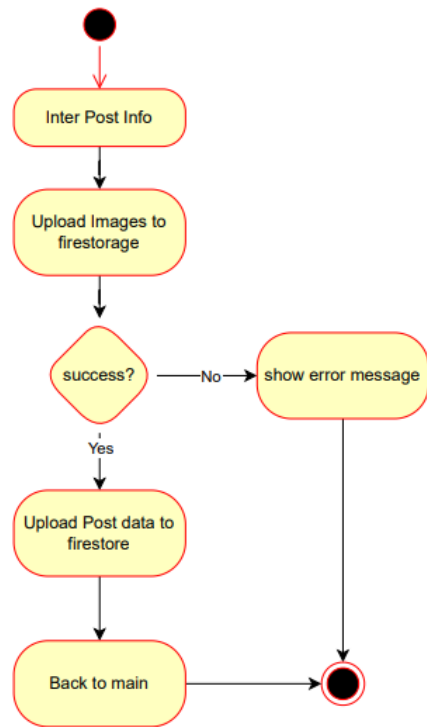 Inter Post Info
Upload Images to
firestorage
success?
No
show error message
Yes
Upload Post data to
firestore
Back to main